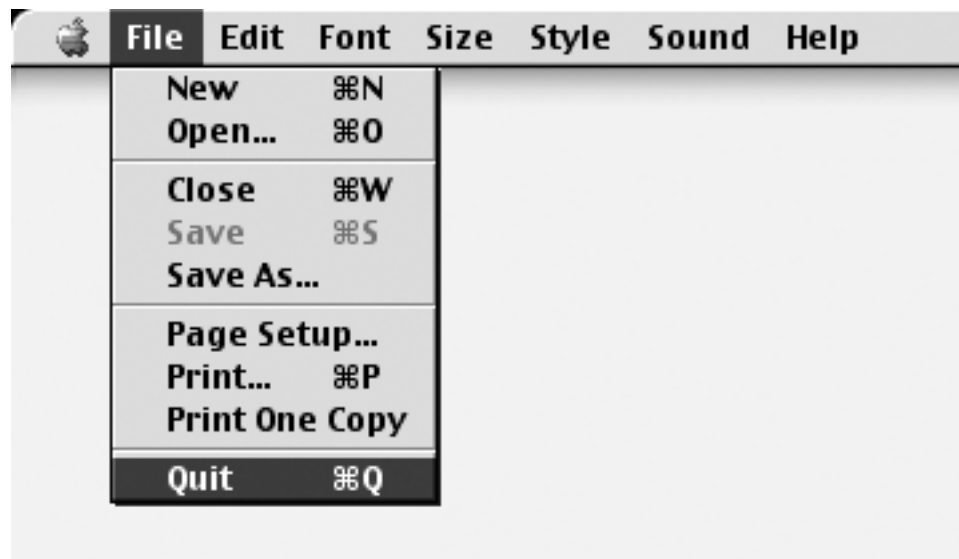 File Edit Font Size Style Sound Help
New ⌘N
Open... ⌘O
Close ⌘W
Save ⌘S
Save As...
Page Setup...
Print... ⌘P
Print One Copy
Quit ⌘Q